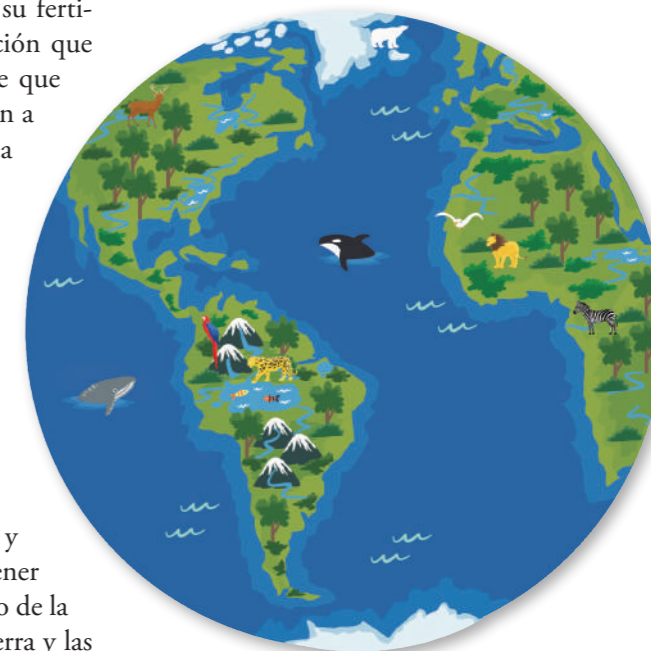 su ferti-
ción que
e que
n a
a
y
ener
o de la
erra y las